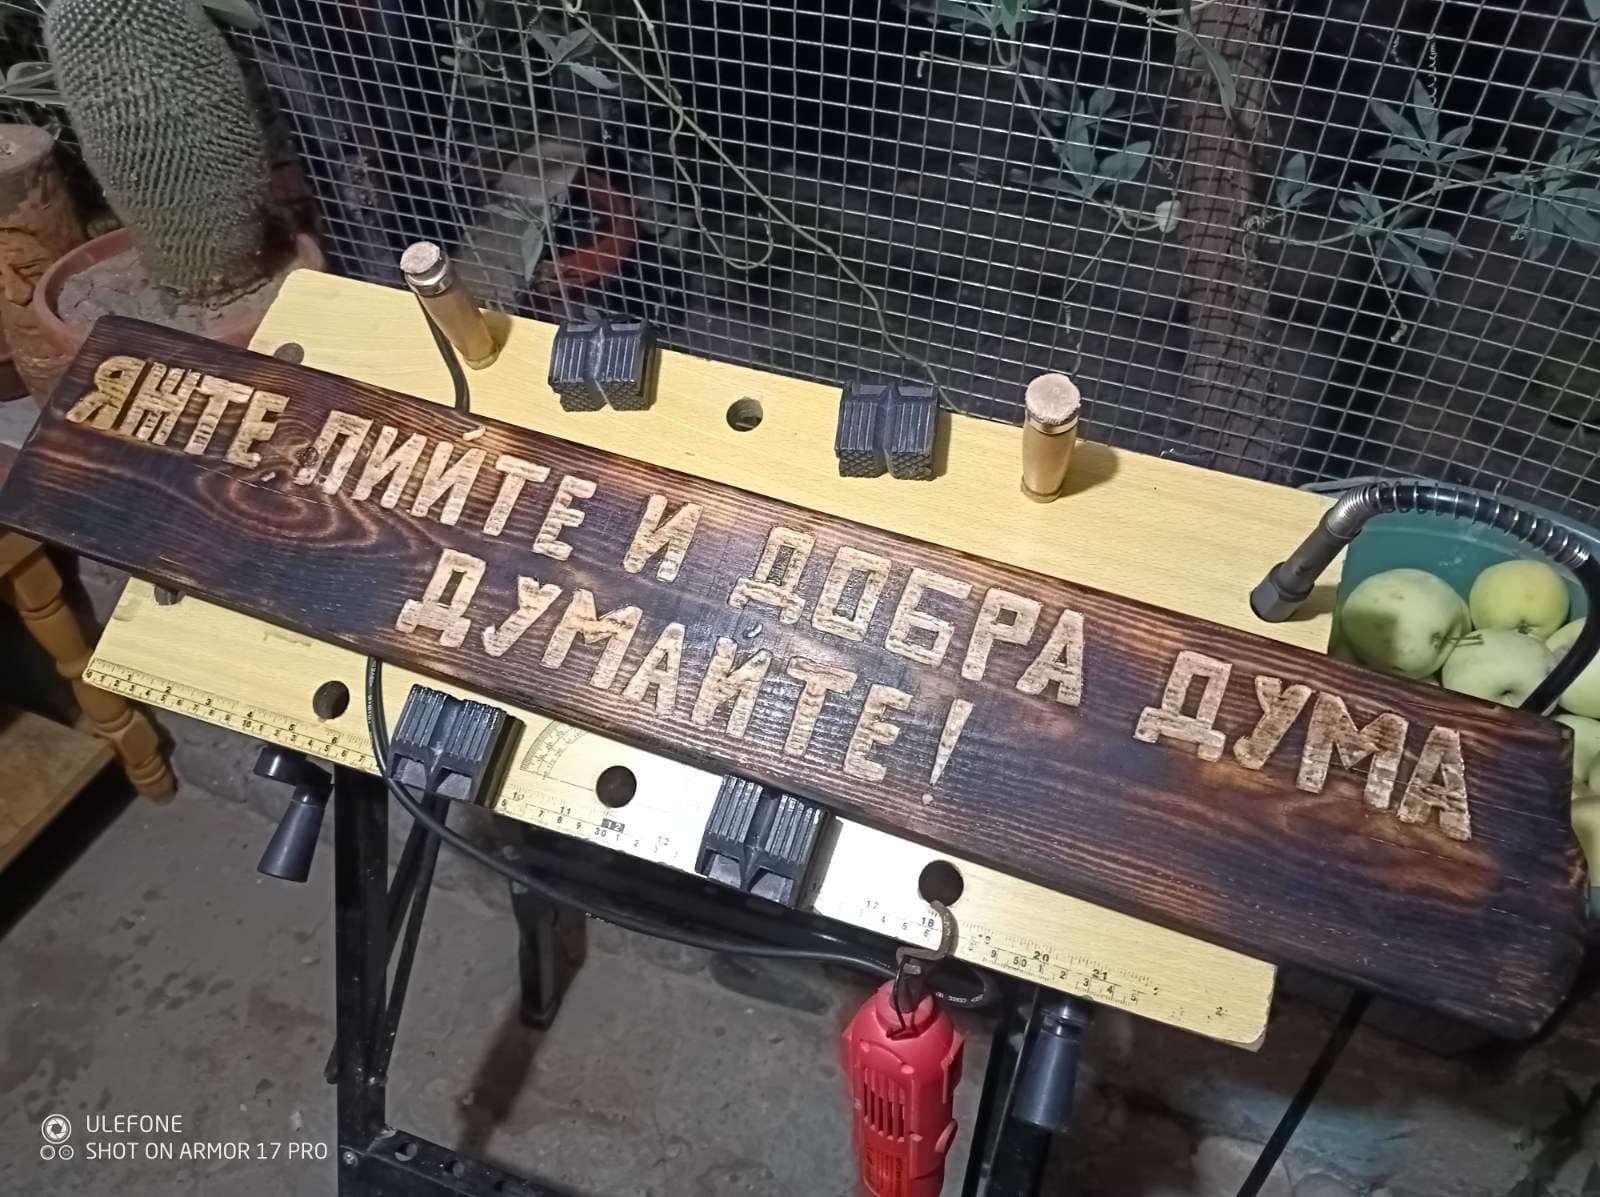 ЯЖТЕ, ПИЙТЕ И ДОБРА ДУМА
ДУМАЙТЕ!
ULEFONE
SHOT ON ARMOR 17 PRO